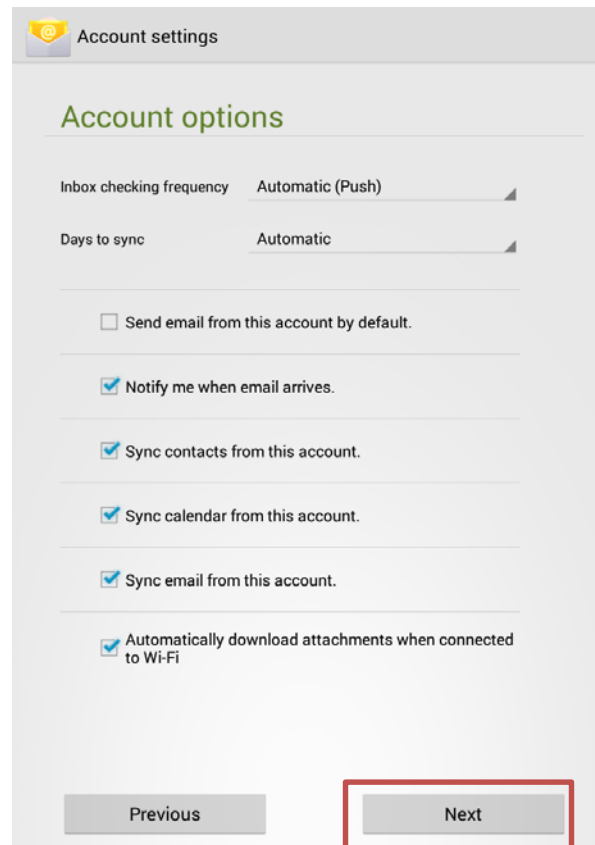 Account settings
Account options
Inbox checking frequency Automatic (Push)
Days to sync Automatic
Send email from this account by default.
Notify me when email arrives.
Sync contacts from this account.
Sync calendar from this account.
Sync email from this account.
Automatically download attachments when connected
to Wi-Fi
Previous Next